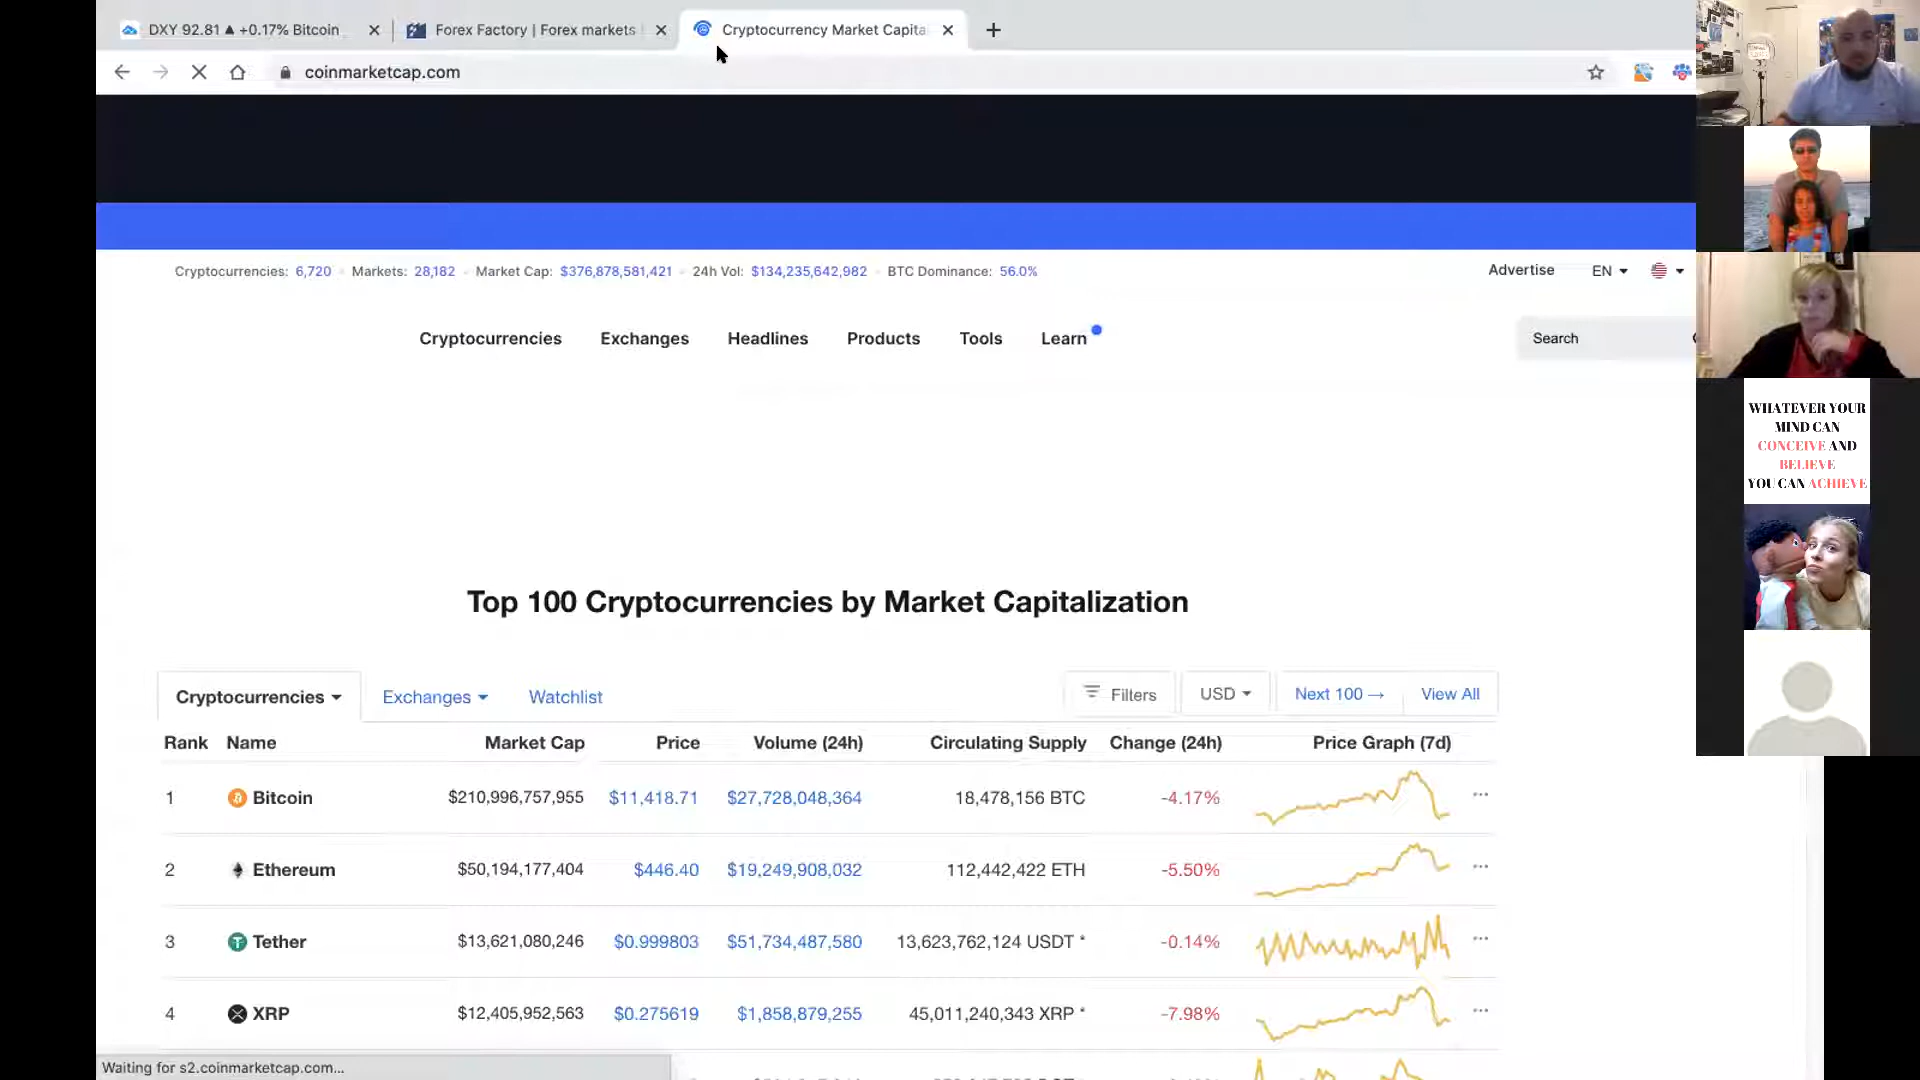 DXY 92.81 ▲ +0.17% Bitcoin
Forex Factory | Forex markets
Cryptocurrency Market Capita
coinmarketcap.com
Cryptocurrencies: 6,720 Markets: 28,182 Market Cap: $376,878,581,421 24h Vol: $134,235,642,982 BTC Dominance: 56.0%
Advertise EN
Cryptocurrencies Exchanges Headlines Products Tools Learn
Search
WHATEVER YOUR
MIND CAN
CONCEIVE AND
BELIEVE
YOU CAN ACHIEVE
Top 100 Cryptocurrencies by Market Capitalization
Cryptocurrencies Exchanges Watchlist Filters USD Next 100 → View All
Rank Name Market Cap Price Volume (24h) Circulating Supply Change (24h) Price Graph (7d)
1 Bitcoin $210,996,757,955 $11,418.71 $27,728,048,364 18,478,156 BTC -4.17%
2 Ethereum $50,194,177,404 $446.40 $19,249,908,032 112,442,422 ETH -5.50%
3 Tether $13,621,080,246 $0.999803 $51,734,487,580 13,623,762,124 USDT * -0.14%
4 XRP $12,405,952,563 $0.275619 $1,858,879,255 45,011,240,343 XRP * -7.98%
Waiting for s2.coinmarketcap.com...